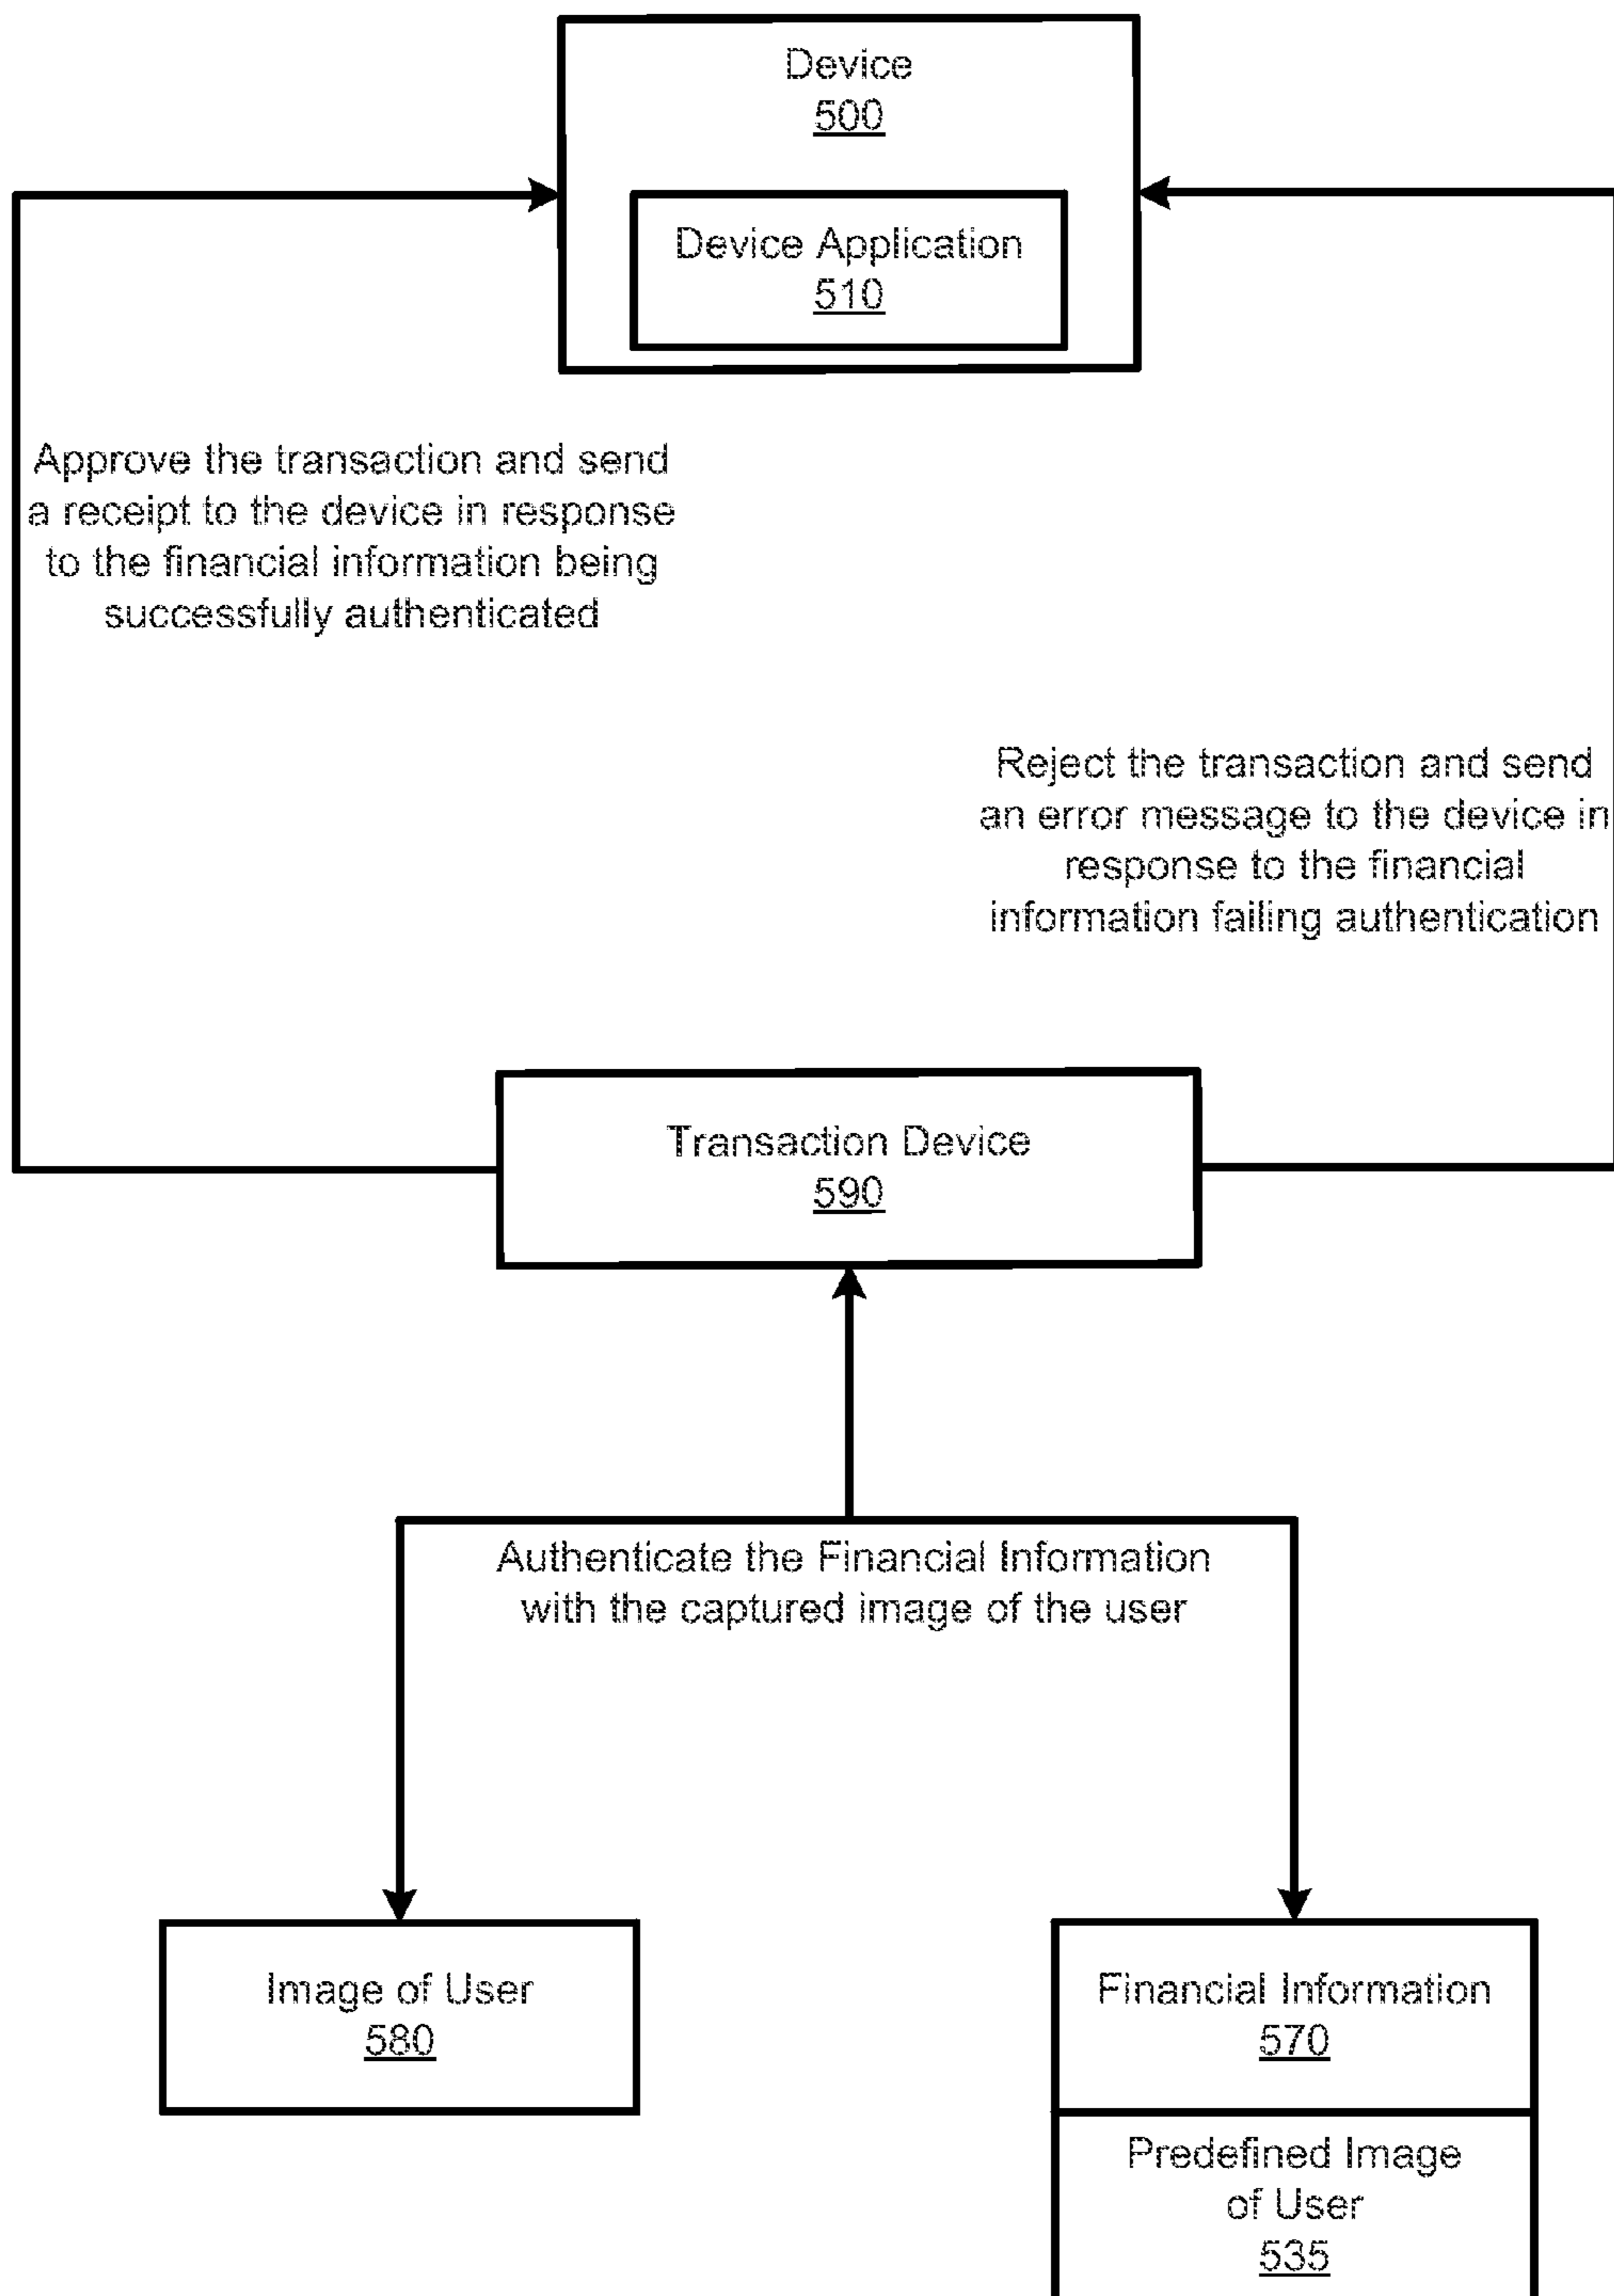 Device
500
Device Application
510
Approve the transaction and send
a receipt to the device in response
to the financial information being
successfully authenticated
Reject the transaction and send
an error message to the device in
response to the financial
information failing authentication
Transaction Device
590
Authenticate the Financial Information
with the captured image of the user
Image of User
580
Financial Information
570
Predefined Image
of User
535